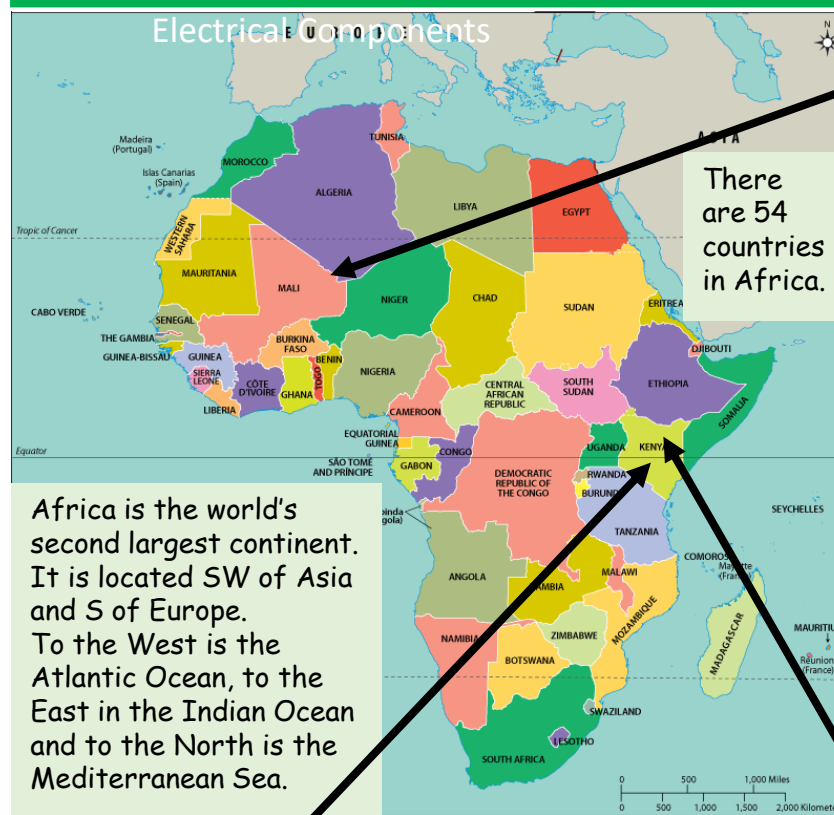 Electrical Components
EUROPE
ASIA
Madeira
(Portugal)
Islas Canarias
(Spain)
TUNISIA
MOROCCO
ALGERIA
LIBYA
EGYPT
WESTERN
SAHARA
There
are 54
countries
in Africa.
Tropic of Cancer
MAURITANIA
MALI
NIGER
CHAD
SUDAN
ERITREA
CABO VERDE
SENEGAL
THE GAMBIA
GUINEA-BISSAU
GUINEA
SIERRA
LEONE
LIBERIA
CÔTE
D'IVOIRE
BURKINA
FASO
GHANA
TOGO
BENIN
NIGERIA
CAMEROON
CENTRAL
AFRICAN
REPUBLIC
SOUTH
SUDAN
ETHIOPIA
DJIBOUTI
SOMALIA
EQUATORIAL
GUINEA
Equator
SÃO TOMÉ
AND PRÍNCIPE
GABON
CONGO
DEMOCRATIC
REPUBLIC OF
THE CONGO
UGANDA
KENYA
RWANDA
BURUNDI
TANZANIA
SEYCHELLES
Africa is the world's
second largest continent.
It is located SW of Asia
and S of Europe.
To the West is the
Atlantic Ocean, to the
East in the Indian Ocean
and to the North is the
Mediterranean Sea.
ANGOLA
MALAWI
COMOROS
MOZAMBIQUE
MADAGASCAR
ZIMBABWE
NAMIBIA
BOTSWANA
Réunion
(France)
SWAZILAND
LESOTHO
SOUTH AFRICA
0 500 1,000 Miles
0 500 1,000 1,500 2,000